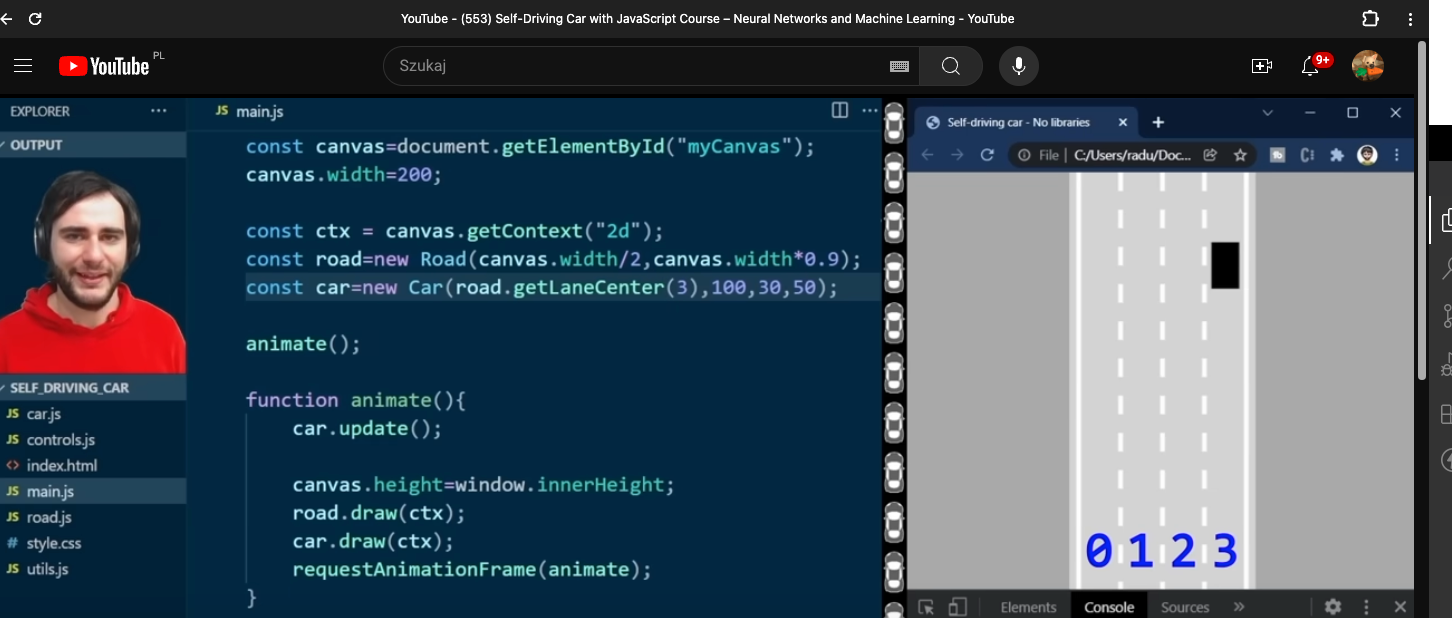 YouTube - (553) Self-Driving Car with JavaScript Course – Neural Networks and Machine Learning - YouTube
YouTube PL
Szukaj
9+
EXPLORER
OUTPUT
SELF_DRIVING_CAR
JS car.js
JS controls.js
<> index.html
JS main.js
JS road.js
# style.css
JS utils.js
JS main.js
const canvas=document.getElementById("myCanvas");
canvas.width=200;
const ctx = canvas.getContext("2d");
const road=new Road(canvas.width/2,canvas.width*0.9);
const car=new Car(road.getLaneCenter(3),100,30,50);
animate();
function animate(){
car.update();
canvas.height=window.innerHeight;
road.draw(ctx);
car.draw(ctx);
requestAnimationFrame(animate);
}
Self-driving car - No libraries
File | C:/Users/radu/Doc...
0 1 2 3
Elements Console Sources »